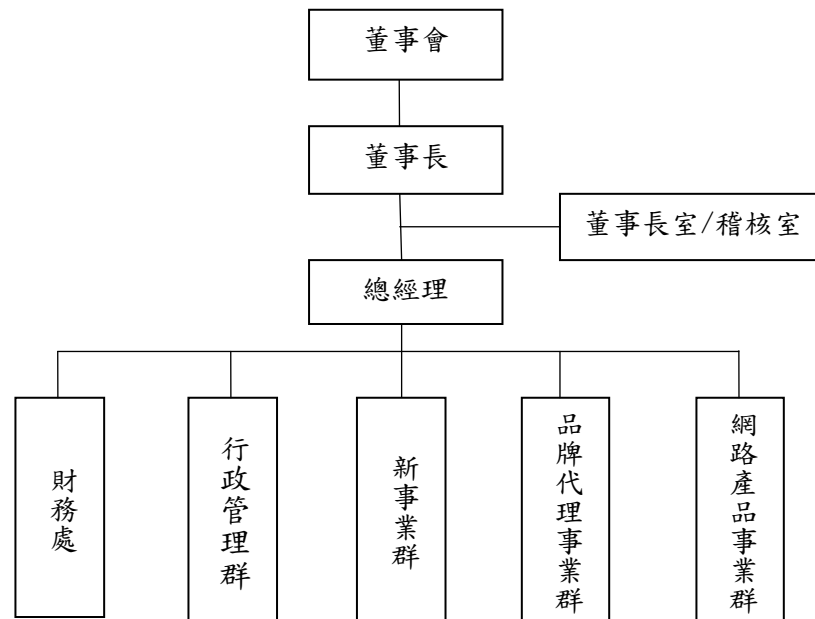 董事會
董事長
董事長室/稽核室
總經理
財務處
行政管理群
新事業群
品牌代理事業群
網路產品事業群